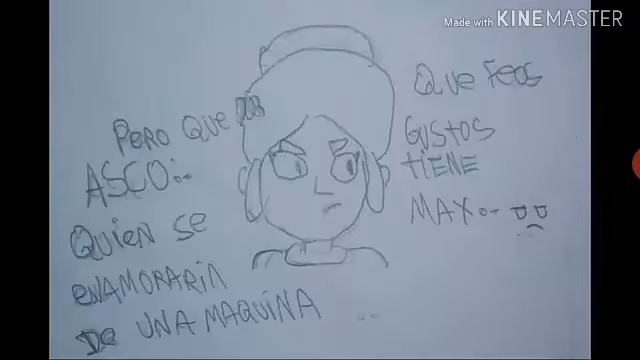 Made with KINEMASTER
PERO QUE
ASCO:..
QUIEN SE
ENAMORARIA
DE UNA MAQUINA
QUE FEOS
GUSTOS
TIENE
MAX..